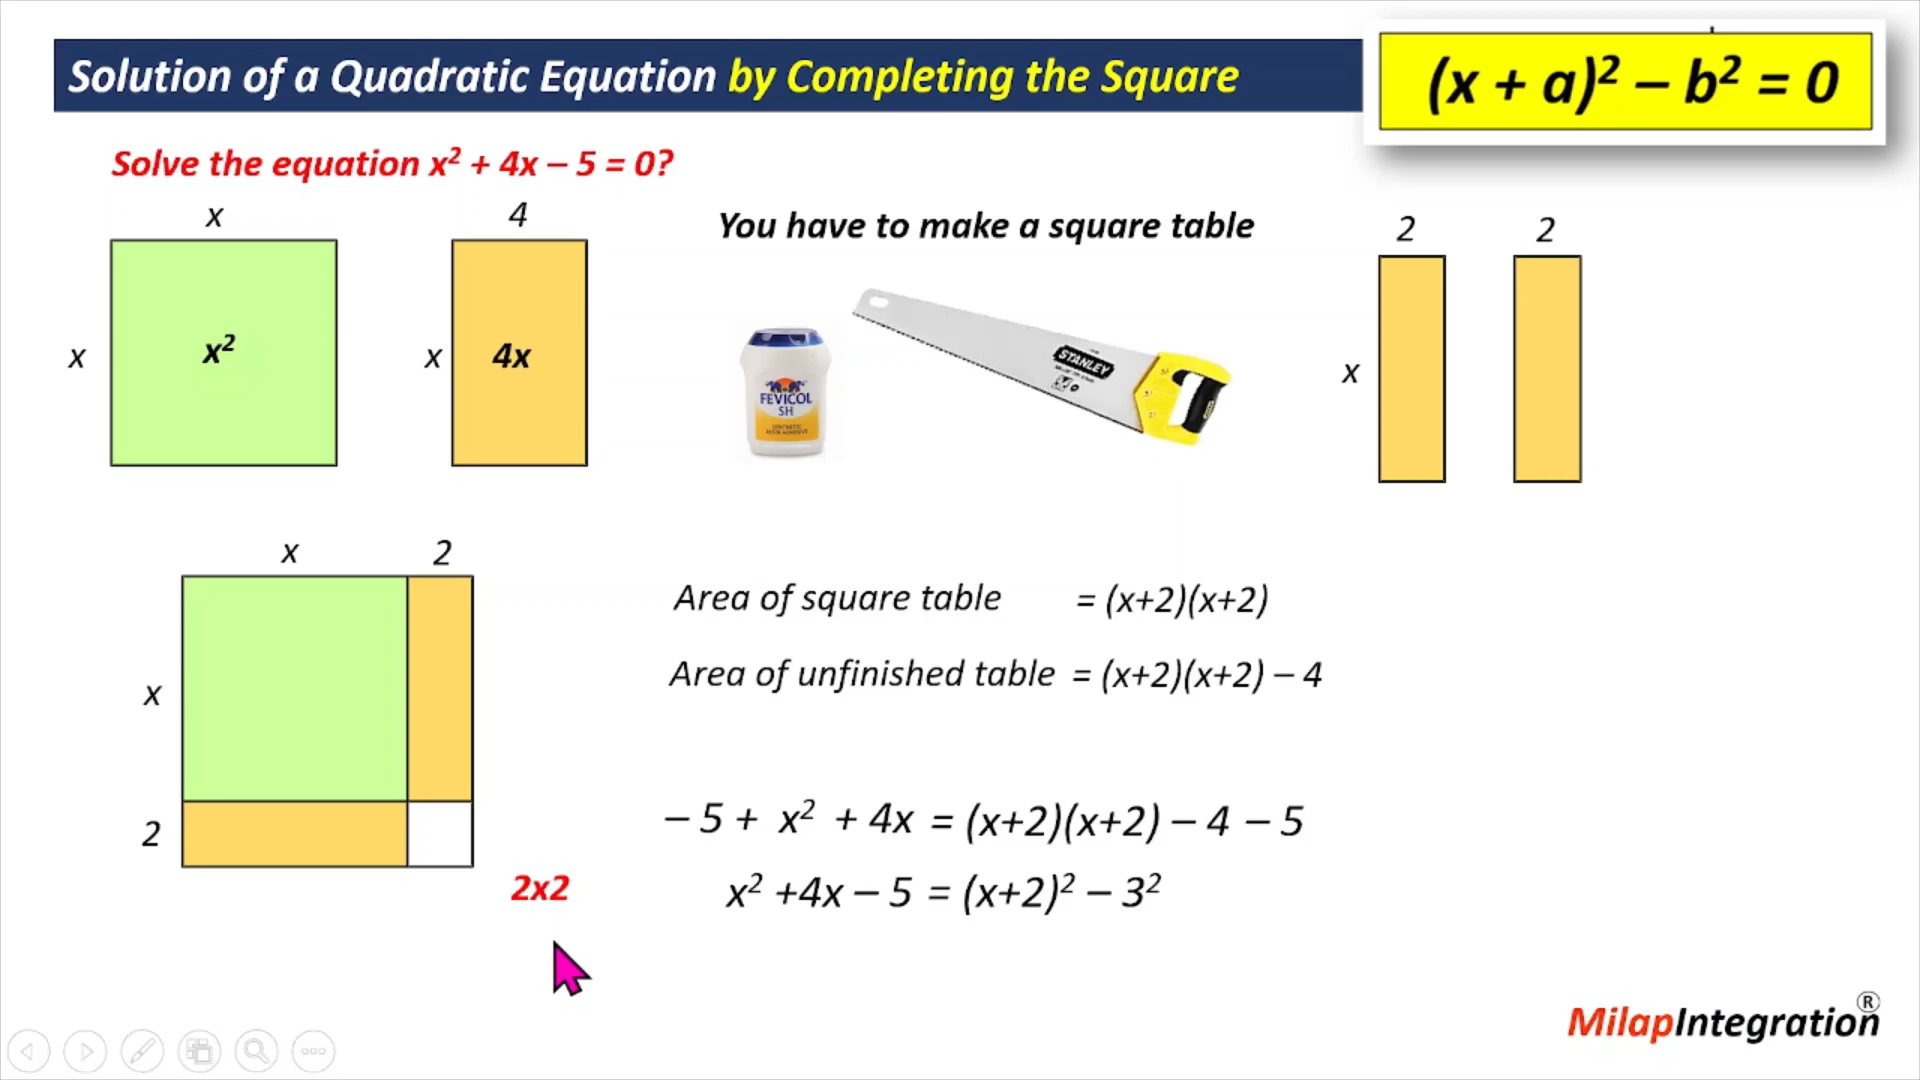 Solution of a Quadratic Equation by Completing the Square
(x + a)² – b² = 0
Solve the equation x² + 4x – 5 = 0?
x
4
You have to make a square table
2
2
x
x²
x
4x
x
STANLEY
FEVICOL
SH
x
2
x
2
2x2
Area of square table = (x+2)(x+2)
Area of unfinished table = (x+2)(x+2) – 4
– 5 + x² + 4x = (x+2)(x+2) – 4 – 5
x² +4x – 5 = (x+2)² – 3²
MilapIntegration®